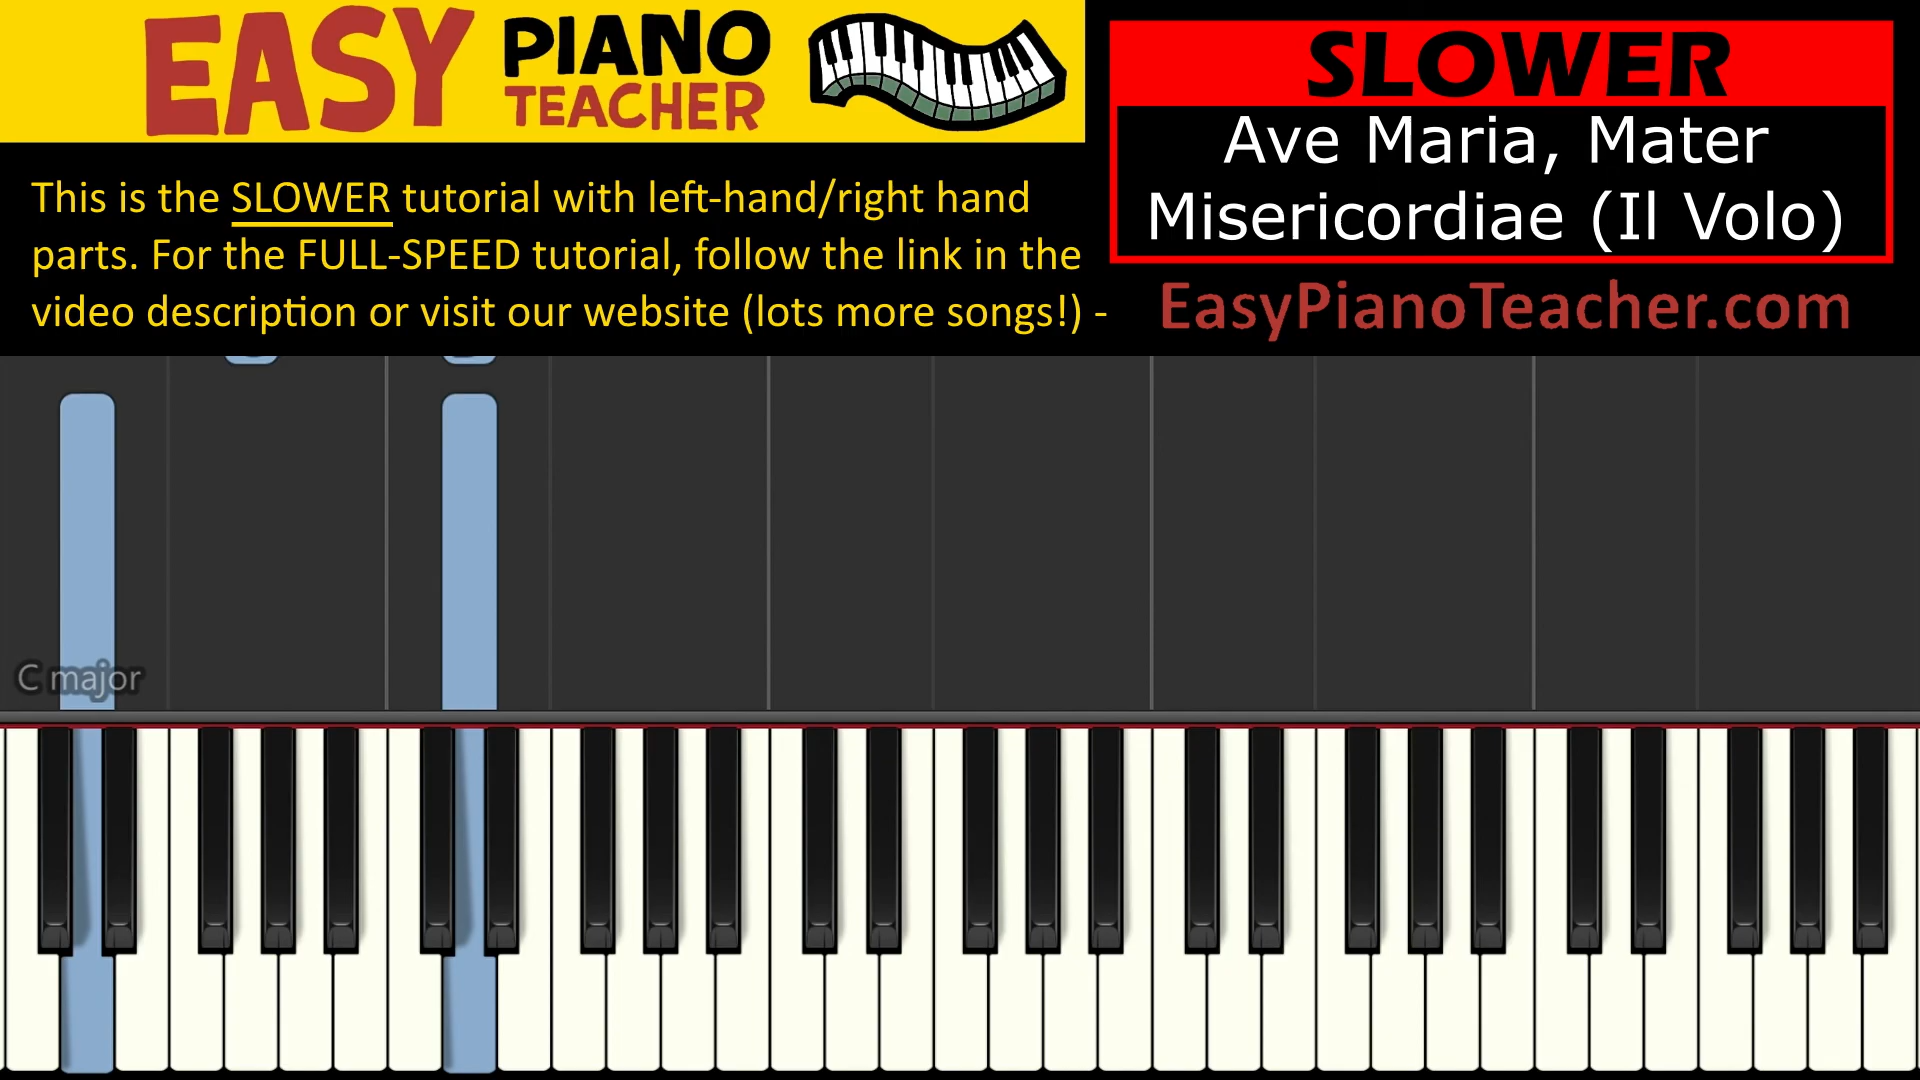 EASY
PIANO
TEACHER
SLOWER
Ave Maria, Mater
Misericordiae (Il Volo)
This is the SLOWER tutorial with left-hand/right hand
parts. For the FULL-SPEED tutorial, follow the link in the
video description or visit our website (lots more songs!) -
EasyPianoTeacher.com
C major